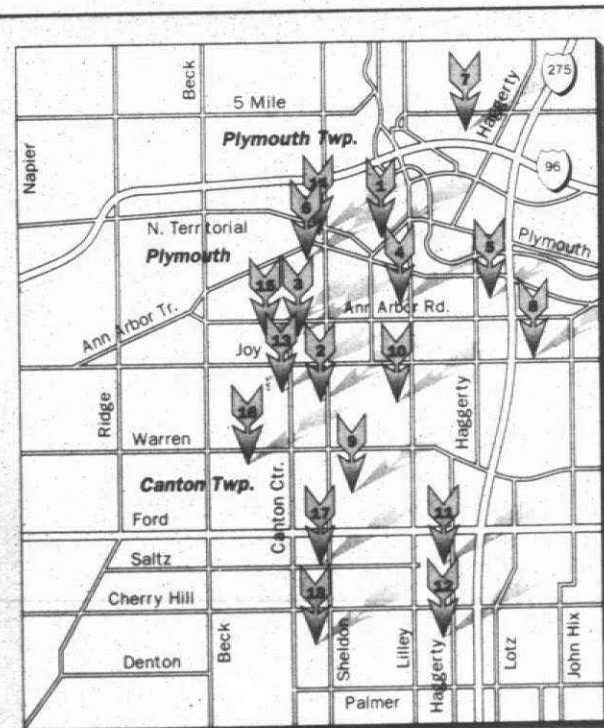 Beck
7
Haggerty
275
5 Mile
Plymouth Twp.
Napier
96
14
1
6
N. Territorial
Plymouth
4
5
Plymouth
15
3
8
Ann Arbor Tr.
Ann Arbor Rd.
13
Joy
2
10
Ridge
16
Haggerty
Warren
9
Canton Twp.
Canton Ctr.
17
11
Ford
Saltz
18
12
Cherry Hill
Beck
Sheldon
Lilley
Haggerty
Lotz
John Hix
Denton
Palmer